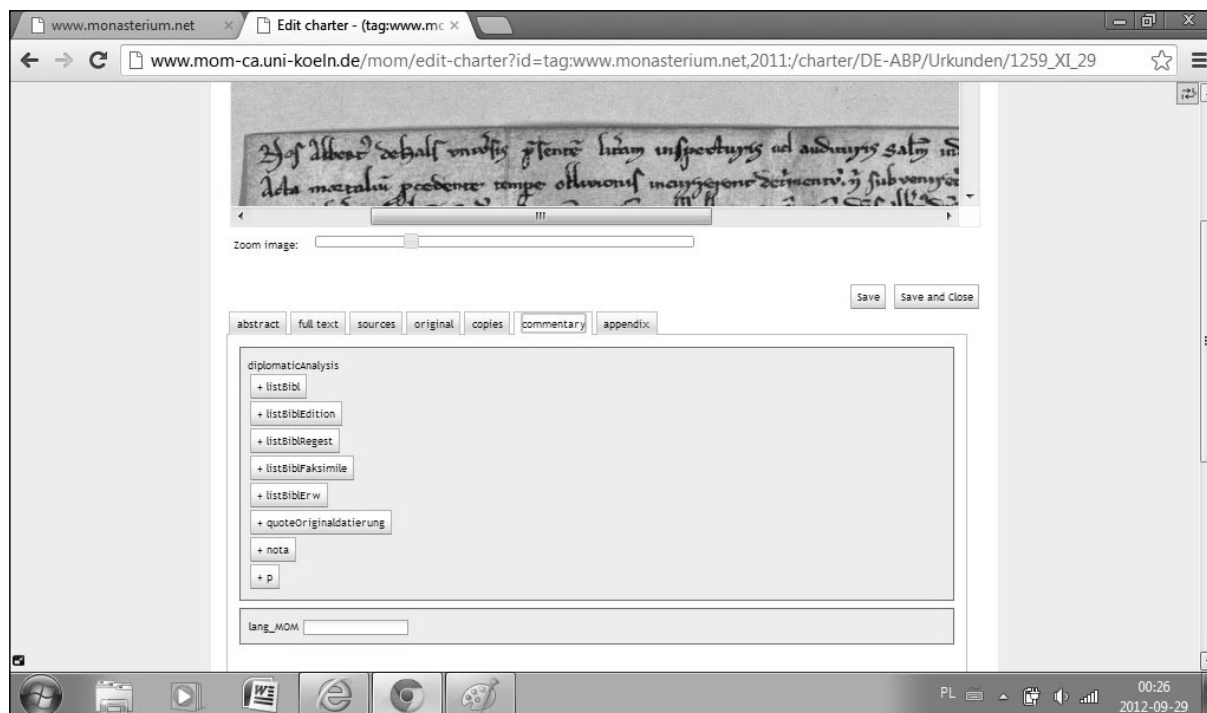 www.monasterium.net
Edit charter - (tag:www.mo
www.mom-ca.uni-koeln.de/mom/edit-charter?id=tag:www.monasterium.net,2011:/charter/DE-ABP/Urkunden/1259_XI_29
Zoom image:
Save Save and Close
abstract full text sources original copies commentary appendix
diplomaticAnalysis
+ listBibl
+ listBiblEdition
+ listBiblRegest
+ listBiblFaksimile
+ listBiblErw
+ quoteOriginaldatierung
+ nota
+ p
lang_MOM
PL 00:26
2012-09-29